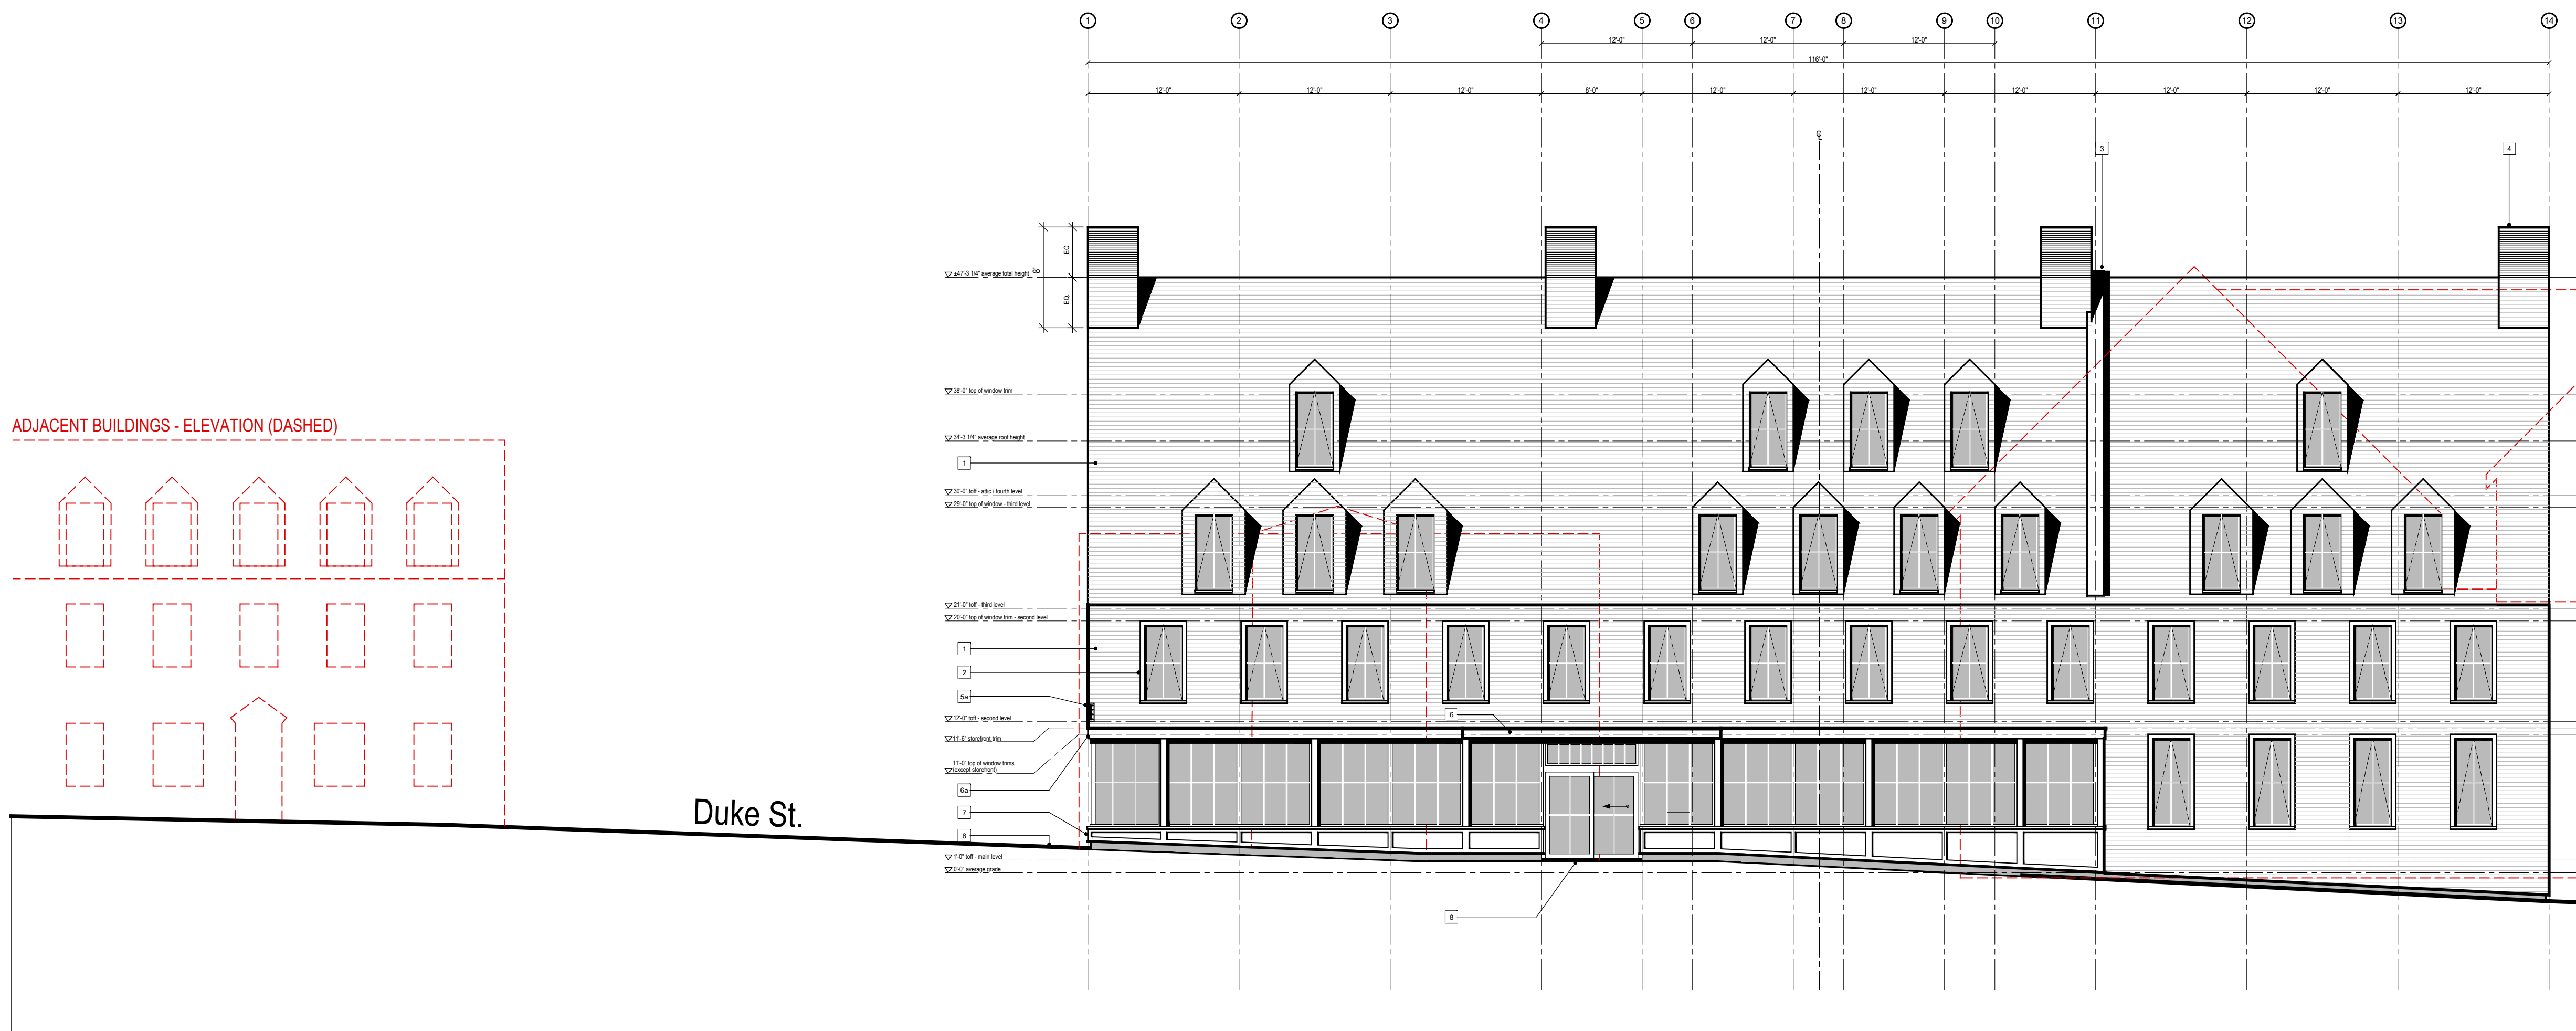 1 2 3 4 5 6 7 8 9 10 11 12 13 14
12'-0" 12'-0" 12'-0"
116'-0"
12'-0" 12'-0" 12'-0" 8'-0" 12'-0" 12'-0" 12'-0" 12'-0" 12'-0" 12'-0"
℄
3
4
EQ.
8'
EQ.
±47'-3 1/4" average total height
38'-0" top of window trim
ADJACENT BUILDINGS - ELEVATION (DASHED)
34'-3 1/4" average roof height
1
30'-0" toff - attic / fourth level
29'-0" top of window - third level
21'-0" toff - third level
20'-0" top of window trim - second level
1
2
5a
6
12'-0" toff - second level
11'-6" storefront trim
11'-0" top of window trims
(except storefront)
6a
Duke St.
7
8
1'-0" toff - main level
0'-0" average grade
8